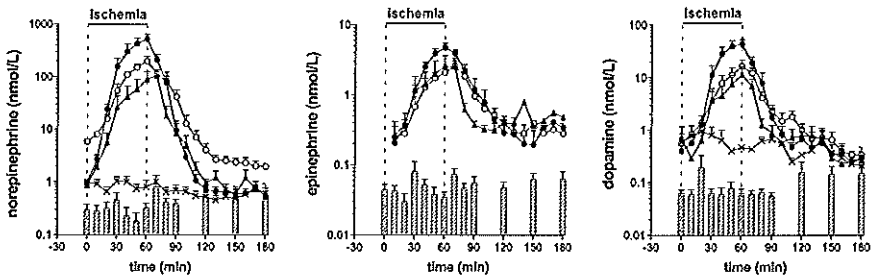 Ischemia
norepinephrine (nmol/L)
1000
100
10
1
0.1
-30 0 30 60 90 120 150 180
time (min)
Ischemia
epinephrine (nmol/L)
10
1
0.1
0.01
-30 0 30 60 90 120 150 180
time (min)
Ischemia
dopamine (nmol/L)
100
10
1
0.1
0.01
-30 0 30 60 90 120 150 180
time (min)